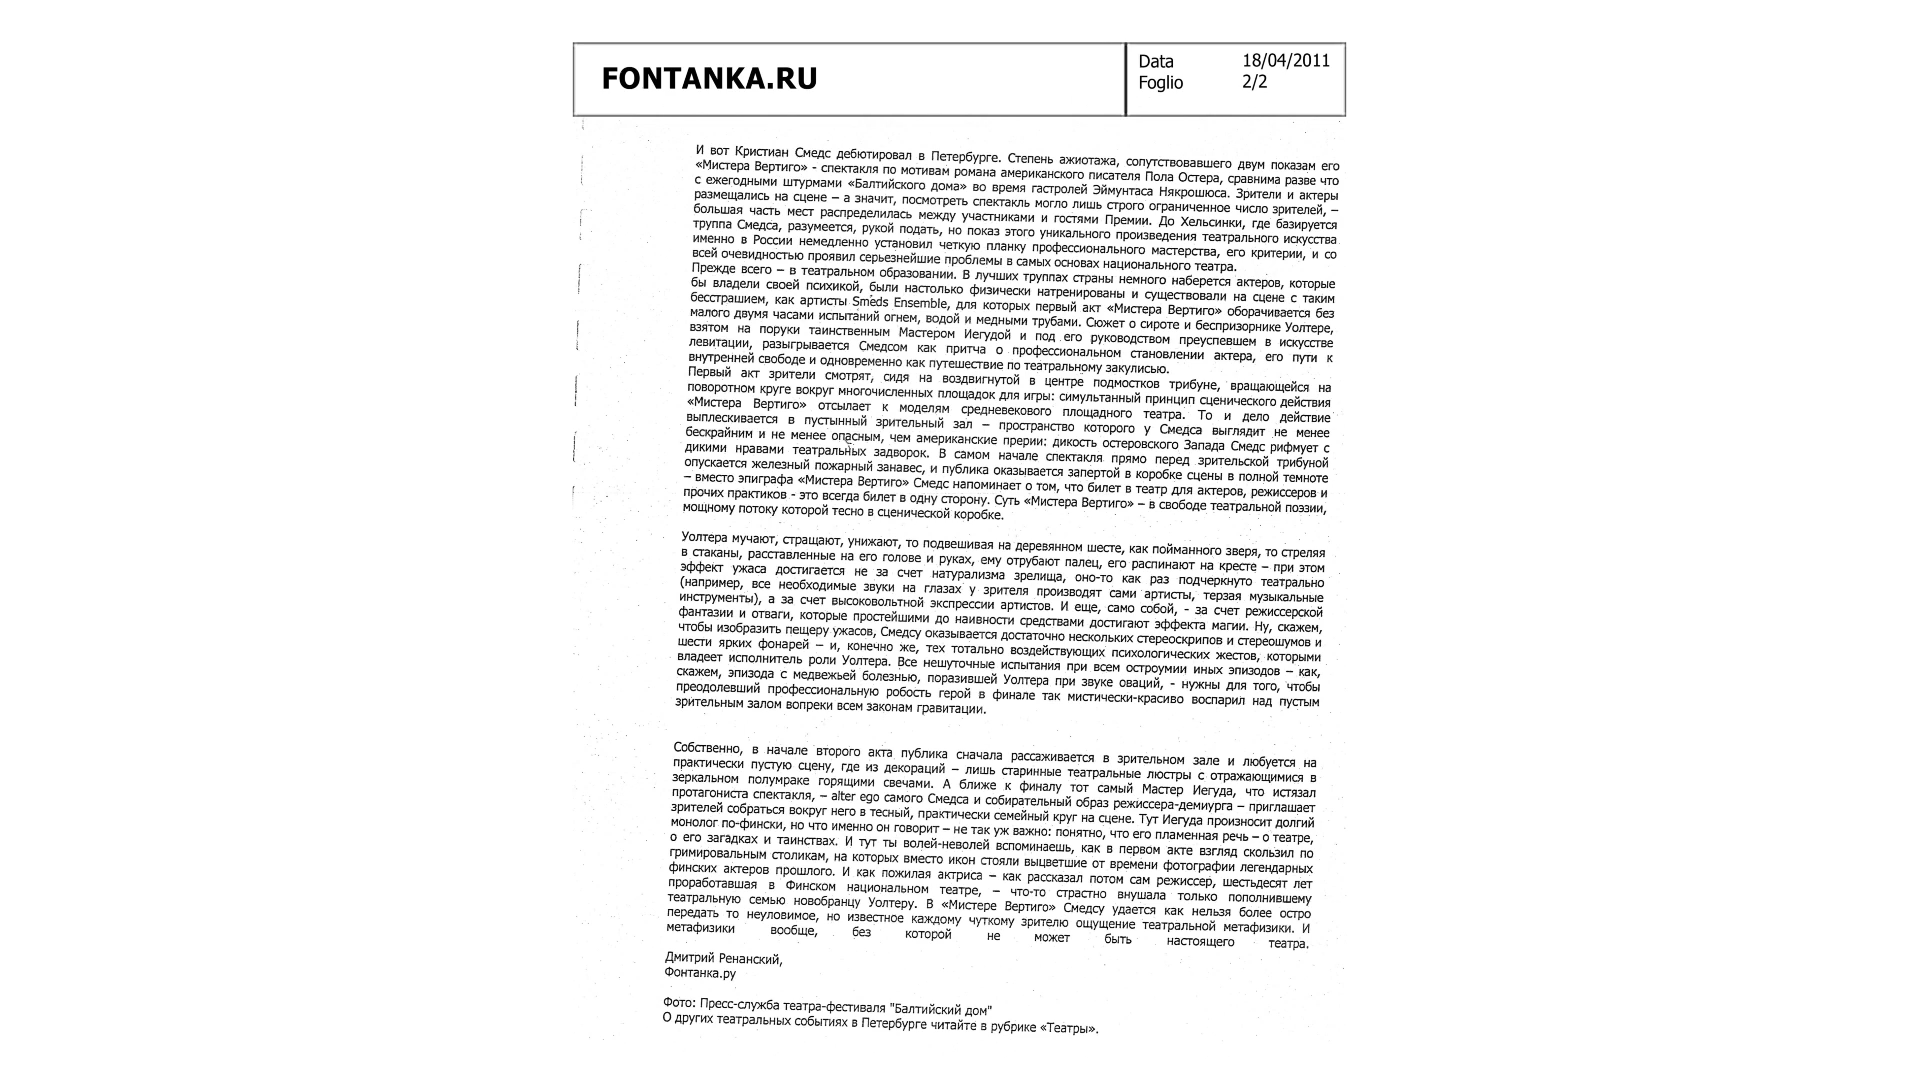 FONTANKA.RU
Data 18/04/2011
Foglio 2/2
И вот Кристиан Смедс дебютировал в Петербурге. Степень ажиотажа, сопутствовавшего двум показам его
«Мистера Вертиго» - спектакля по мотивам романа американского писателя Пола Остера, сравнима разве что
с ежегодными штурмами «Балтийского дома» во время гастролей Эймунтаса Някрошюса. Зрители и актеры
размещались на сцене – а значит, посмотреть спектакль могло лишь строго ограниченное число зрителей, –
большая часть мест распределилась между участниками и гостями Премии. До Хельсинки, где базируется
труппа Смедса, разумеется, рукой подать, но показ этого уникального произведения театрального искусства
именно в России немедленно установил четкую планку профессионального мастерства, его критерии, и со
всей очевидностью проявил серьезнейшие проблемы в самых основах национального театра.
Прежде всего – в театральном образовании. В лучших труппах страны немного наберется актеров, которые
бы владели своей психикой, были настолько физически натренированы и существовали на сцене с таким
бесстрашием, как артисты Smeds Ensemble, для которых первый акт «Мистера Вертиго» оборачивается без
малого двумя часами испытаний огнем, водой и медными трубами. Сюжет о сироте и беспризорнике Уолтере,
взятом на поруки таинственным Мастером Иегудой и под его руководством преуспевшем в искусстве
левитации, разыгрывается Смедсом как притча о профессиональном становлении актера, его пути к
внутренней свободе и одновременно как путешествие по театральному закулисью.
Первый акт зрители смотрят, сидя на воздвигнутой в центре подмостков трибуне, вращающейся на
поворотном круге вокруг многочисленных площадок для игры: симультанный принцип сценического действия
«Мистера Вертиго» отсылает к моделям средневекового площадного театра. То и дело действие
выплескивается в пустынный зрительный зал – пространство которого у Смедса выглядит не менее
бескрайним и не менее опасным, чем американские прерии: дикость остеровского Запада Смедс рифмует с
дикими нравами театральных задворок. В самом начале спектакля прямо перед зрительской трибуной
опускается железный пожарный занавес, и публика оказывается запертой в коробке сцены в полной темноте
– вместо эпиграфа «Мистера Вертиго» Смедс напоминает о том, что билет в театр для актеров, режиссеров и
прочих практиков - это всегда билет в одну сторону. Суть «Мистера Вертиго» – в свободе театральной поэзии,
мощному потоку которой тесно в сценической коробке.
Уолтера мучают, стращают, унижают, то подвешивая на деревянном шесте, как пойманного зверя, то стреляя
в стаканы, расставленные на его голове и руках, ему отрубают палец, его распинают на кресте – при этом
эффект ужаса достигается не за счет натурализма зрелища, оно-то как раз подчеркнуто театрально
(например, все необходимые звуки на глазах у зрителя производят сами артисты, терзая музыкальные
инструменты), а за счет высоковольтной экспрессии артистов. И еще, само собой, - за счет режиссерской
фантазии и отваги, которые простейшими до наивности средствами достигают эффекта магии. Ну, скажем,
чтобы изобразить пещеру ужасов, Смедсу оказывается достаточно нескольких стереоскрипов и стереошумов и
шести ярких фонарей – и, конечно же, тех тотально воздействующих психологических жестов, которыми
владеет исполнитель роли Уолтера. Все нешуточные испытания при всем остроумии иных эпизодов – как,
скажем, эпизода с медвежьей болезнью, поразившей Уолтера при звуке оваций, - нужны для того, чтобы
преодолевший профессиональную робость герой в финале так мистически-красиво воспарил над пустым
зрительным залом вопреки всем законам гравитации.
Собственно, в начале второго акта публика сначала рассаживается в зрительном зале и любуется на
практически пустую сцену, где из декораций – лишь старинные театральные люстры с отражающимися в
зеркальном полумраке горящими свечами. А ближе к финалу тот самый Мастер Иегуда, что истязал
протагониста спектакля, – alter ego самого Смедса и собирательный образ режиссера-демиурга – приглашает
зрителей собраться вокруг него в тесный, практически семейный круг на сцене. Тут Иегуда произносит долгий
монолог по-фински, но что именно он говорит – не так уж важно: понятно, что его пламенная речь – о театре,
о его загадках и таинствах. И тут ты волей-неволей вспоминаешь, как в первом акте взгляд скользил по
гримировальным столикам, на которых вместо икон стояли выцветшие от времени фотографии легендарных
финских актеров прошлого. И как пожилая актриса – как рассказал потом сам режиссер, шестьдесят лет
проработавшая в Финском национальном театре, – что-то страстно внушала только пополнившему
театральную семью новобранцу Уолтеру. В «Мистере Вертиго» Смедсу удается как нельзя более остро
передать то неуловимое, но известное каждому чуткому зрителю ощущение театральной метафизики. И
метафизики вообще, без которой не может быть настоящего театра.
Дмитрий Ренанский,
Фонтанка.ру
Фото: Пресс-служба театра-фестиваля "Балтийский дом"
О других театральных событиях в Петербурге читайте в рубрике «Театры».